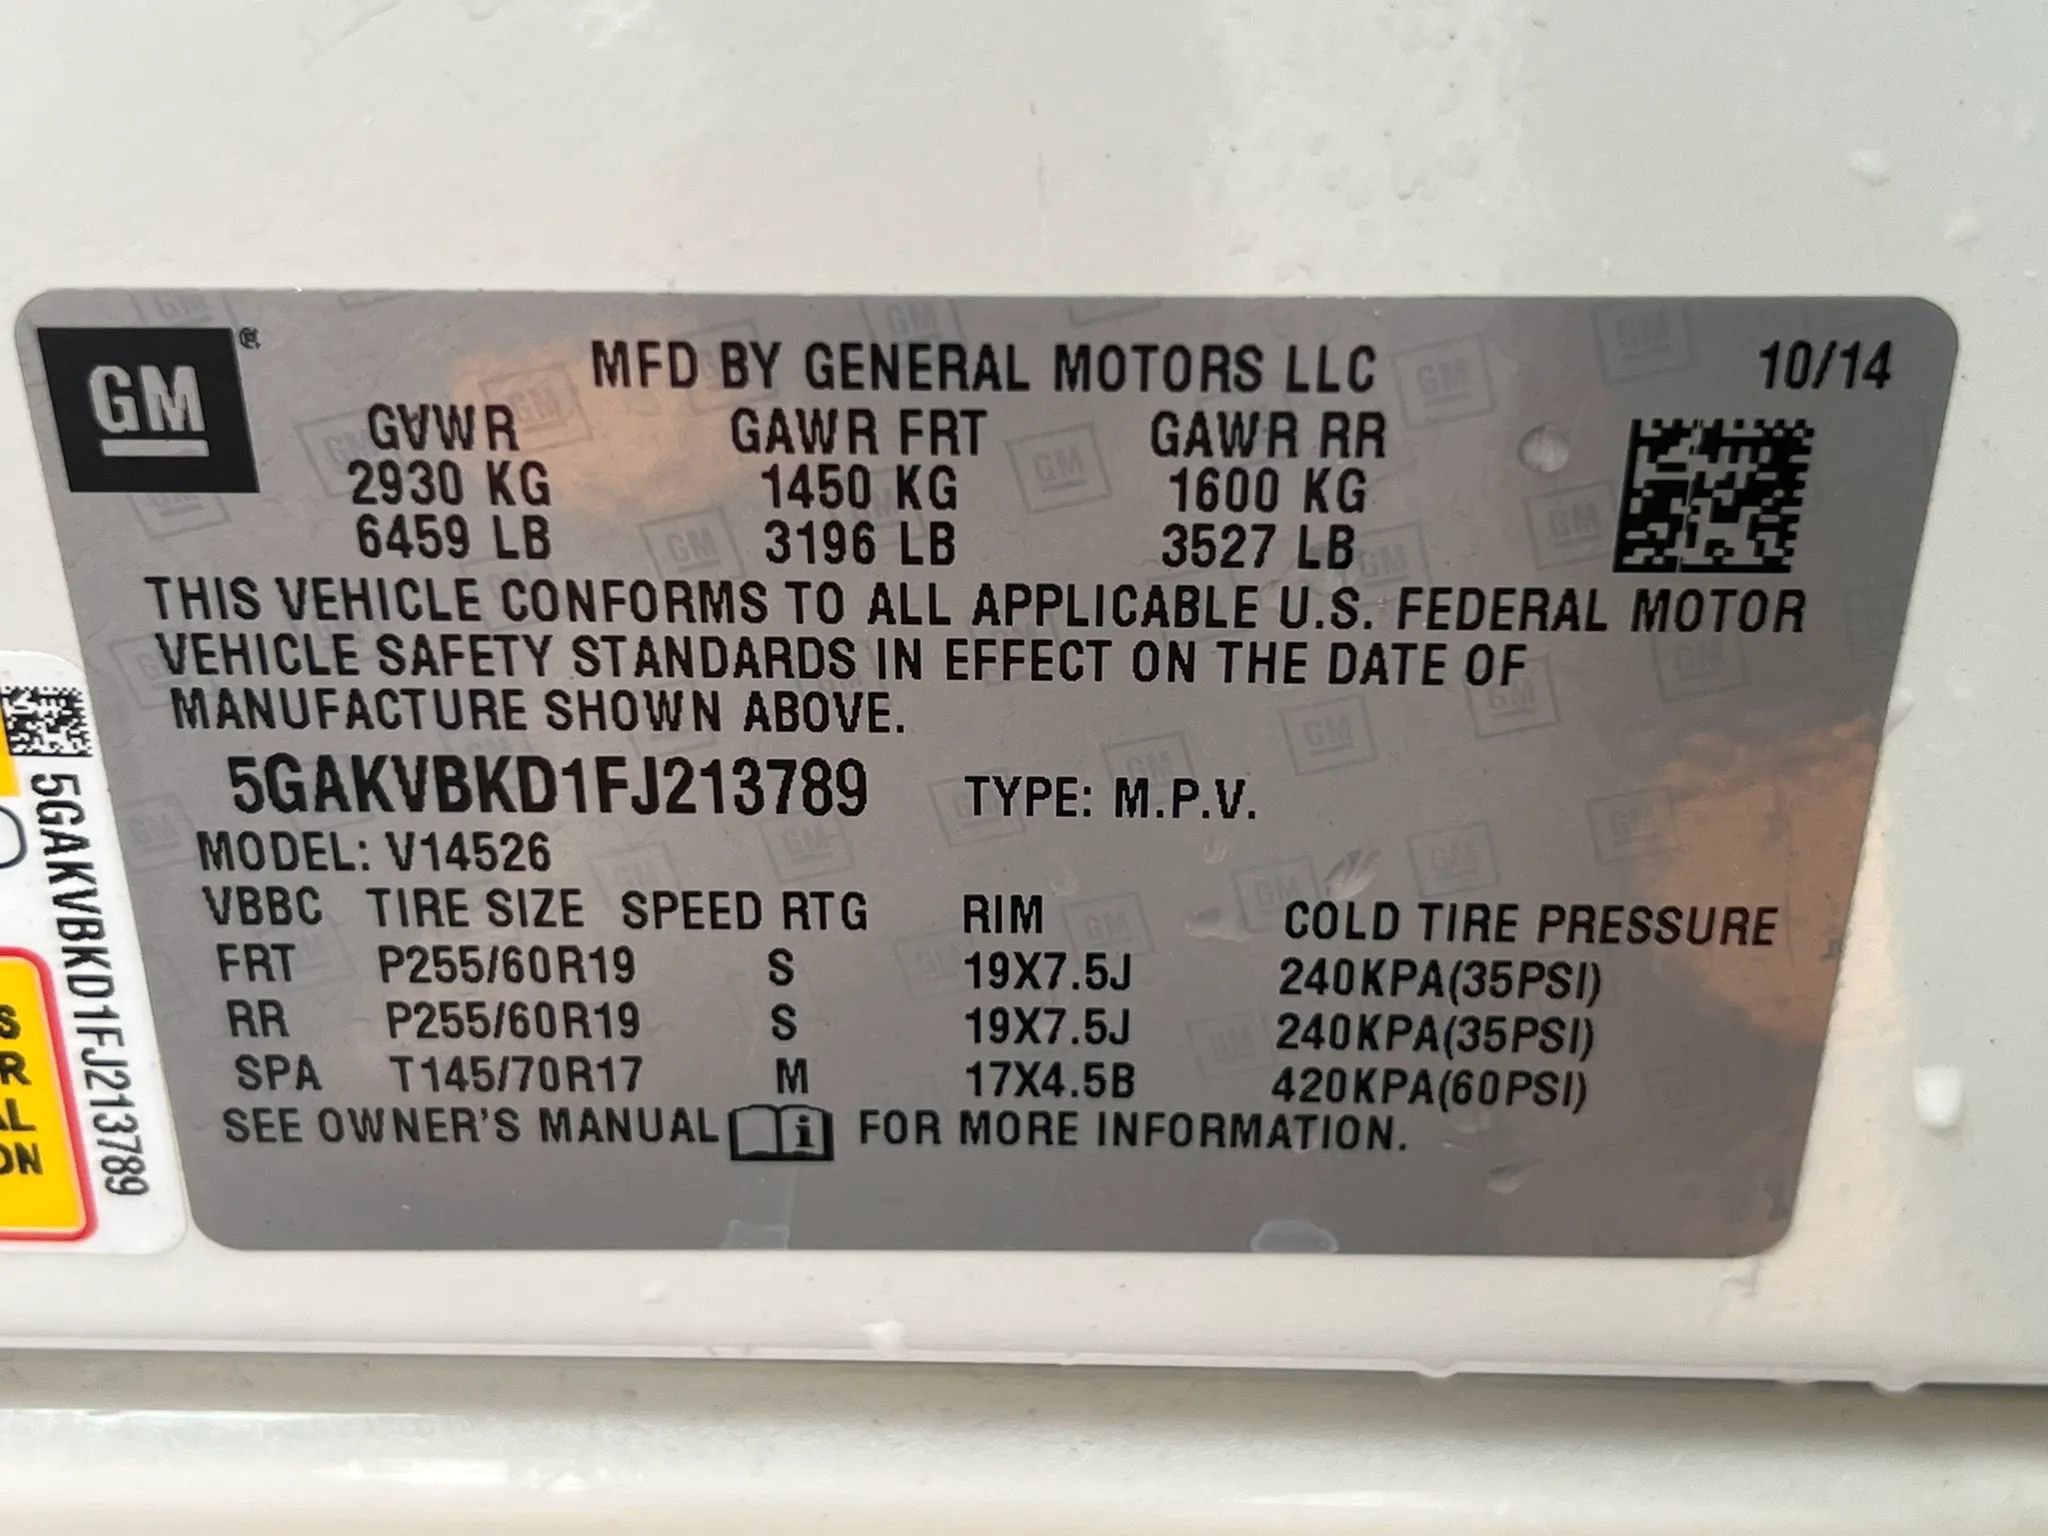 GM
MFD BY GENERAL MOTORS LLC 10/14
GVWR GAWR FRT GAWR RR
2930 KG 1450 KG 1600 KG
6459 LB 3196 LB 3527 LB
THIS VEHICLE CONFORMS TO ALL APPLICABLE U.S. FEDERAL MOTOR
VEHICLE SAFETY STANDARDS IN EFFECT ON THE DATE OF
MANUFACTURE SHOWN ABOVE.
5GAKVBKD1FJ213789 TYPE: M.P.V.
MODEL: V14526
VBBC TIRE SIZE SPEED RTG RIM COLD TIRE PRESSURE
FRT P255/60R19 S 19X7.5J 240KPA(35PSI)
RR P255/60R19 S 19X7.5J 240KPA(35PSI)
SPA T145/70R17 M 17X4.5B 420KPA(60PSI)
SEE OWNER'S MANUAL i FOR MORE INFORMATION.
5GAKVBKD1FJ213789